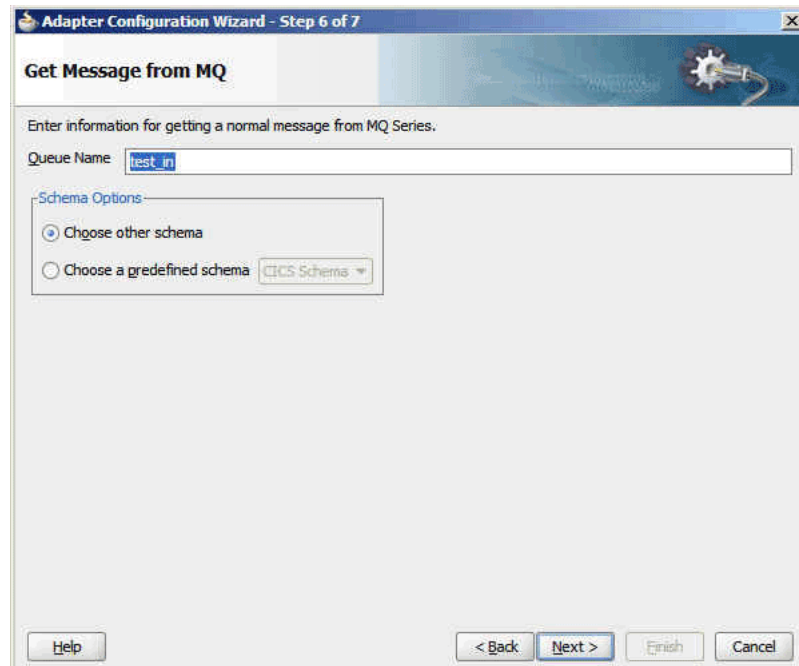 Adapter Configuration Wizard - Step 6 of 7
Get Message from MQ
Enter information for getting a normal message from MQ Series.
Queue Name test_in
Schema Options
Choose other schema
Choose a predefined schema CICS Schema
Help < Back Next > Finish Cancel